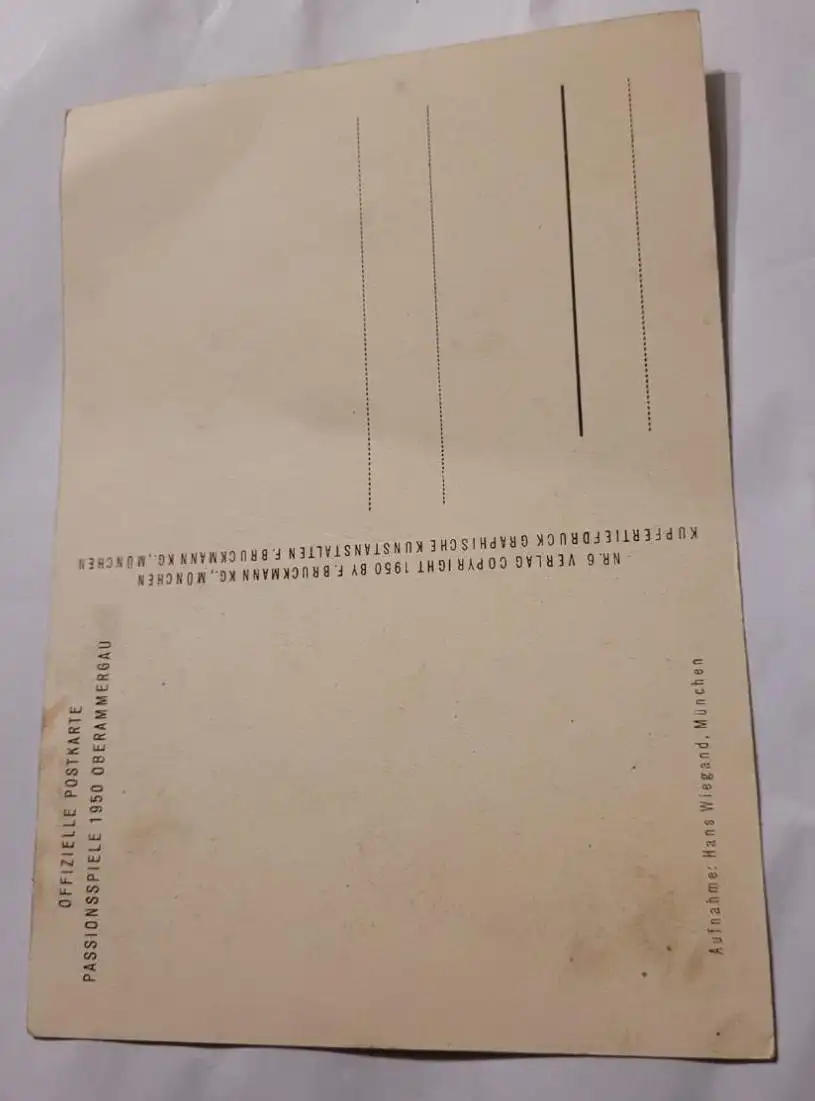 OFFIZIELLE POSTKARTE
PASSIONSSPIELE 1950 OBERAMMERGAU
NR. 6 VERLAG COPYRIGHT 1950 BY F. BRUCKMANN KG., MÜNCHEN
KUPFERTIEFDRUCK GRAPHISCHE KUNSTANSTALTEN F. BRUCKMANN KG., MÜNCHEN
Aufnahme: Hans Wiegand, München